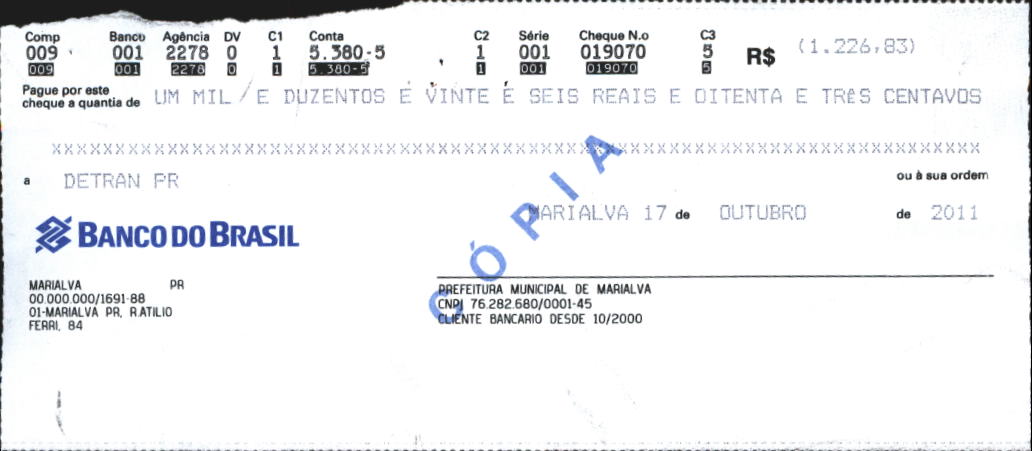 Comp Banco Agência DV C1 Conta C2 Série Cheque N.o C3
009 001 2278 0 1 5.380-5 1 001 019070 5 R$ (1.226,83)
009 001 2278 0 1 5.380-5 1 001 019070 5
Pague por este
cheque a quantia de UM MIL / E DUZENTOS E VINTE E SEIS REAIS E OITENTA E TRêS CENTAVOS
XXXXXXXXXXXXXXXXXXXXXXXXXXXXXXXXXXXXXXXXXXXXXXXXXXXXXXXXXXXXXXXXXXXXXXXXX
a DETRAN PR ou à sua ordem
MARIALVA 17 de OUTUBRO de 2011
BANCO DO BRASIL
CÓPIA
MARIALVA PR
00.000.000/1691-88
01-MARIALVA PR, R.ATILIO
FERRI, 84
PREFEITURA MUNICIPAL DE MARIALVA
CNPJ 76.282.680/0001-45
CLIENTE BANCARIO DESDE 10/2000